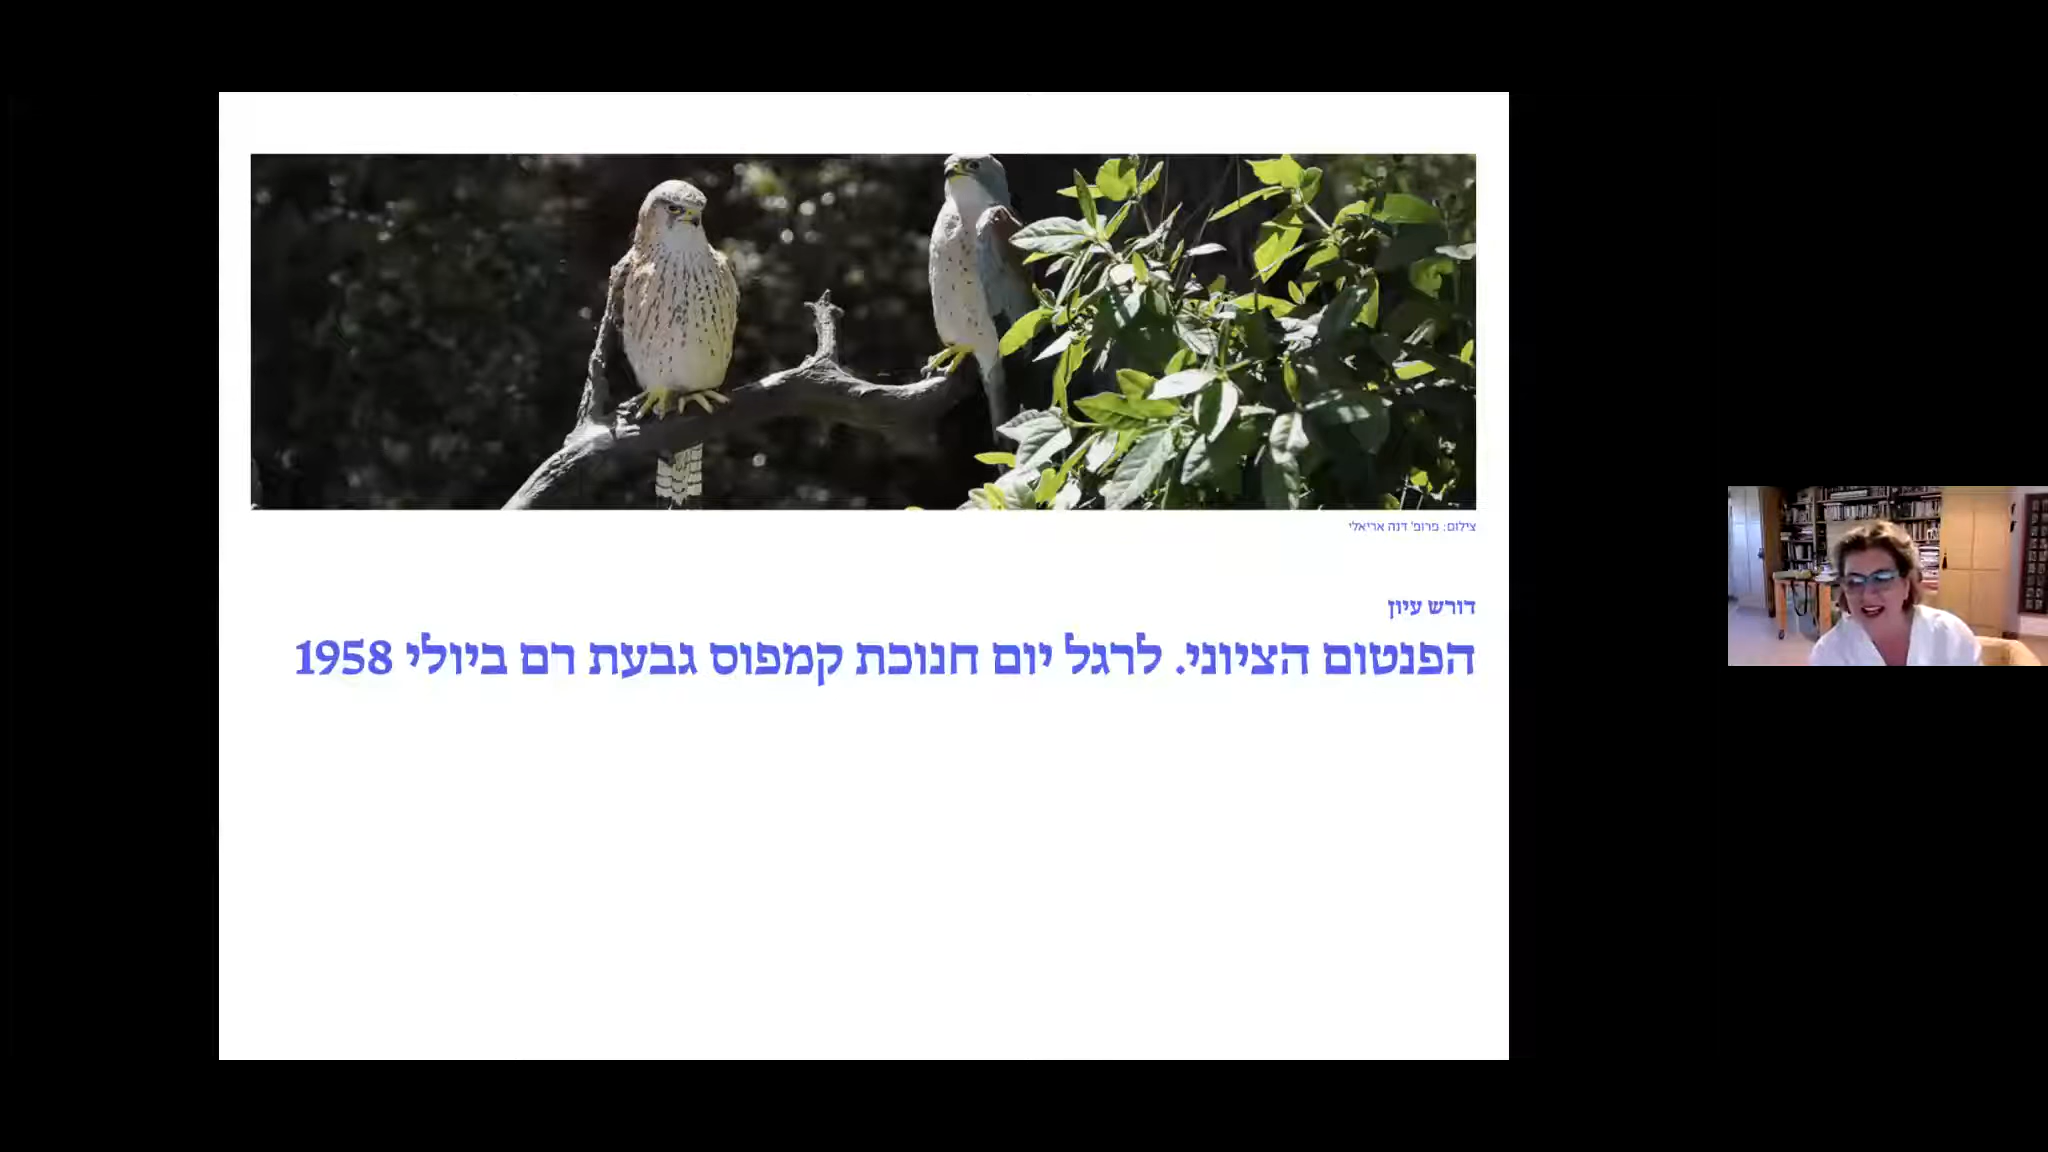 צילום: פרופ' דנה אריאלי
דורש עיון
הפנטום הציוני. לרגל יום חנוכת קמפוס גבעת רם ביולי 1958